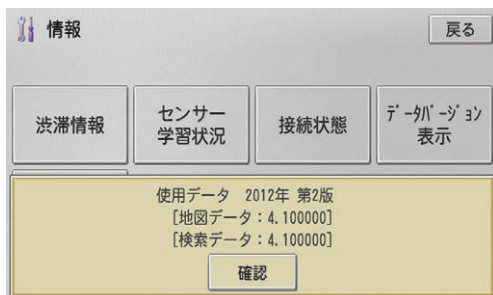 情報
戻る
渋滞情報
センサー
学習状況
接続状態
ﾃﾞｰﾀﾊﾞｰｼﾞｮﾝ
表示
使用データ 2012年 第2版
[地図データ:4.100000]
[検索データ:4.100000]
確認